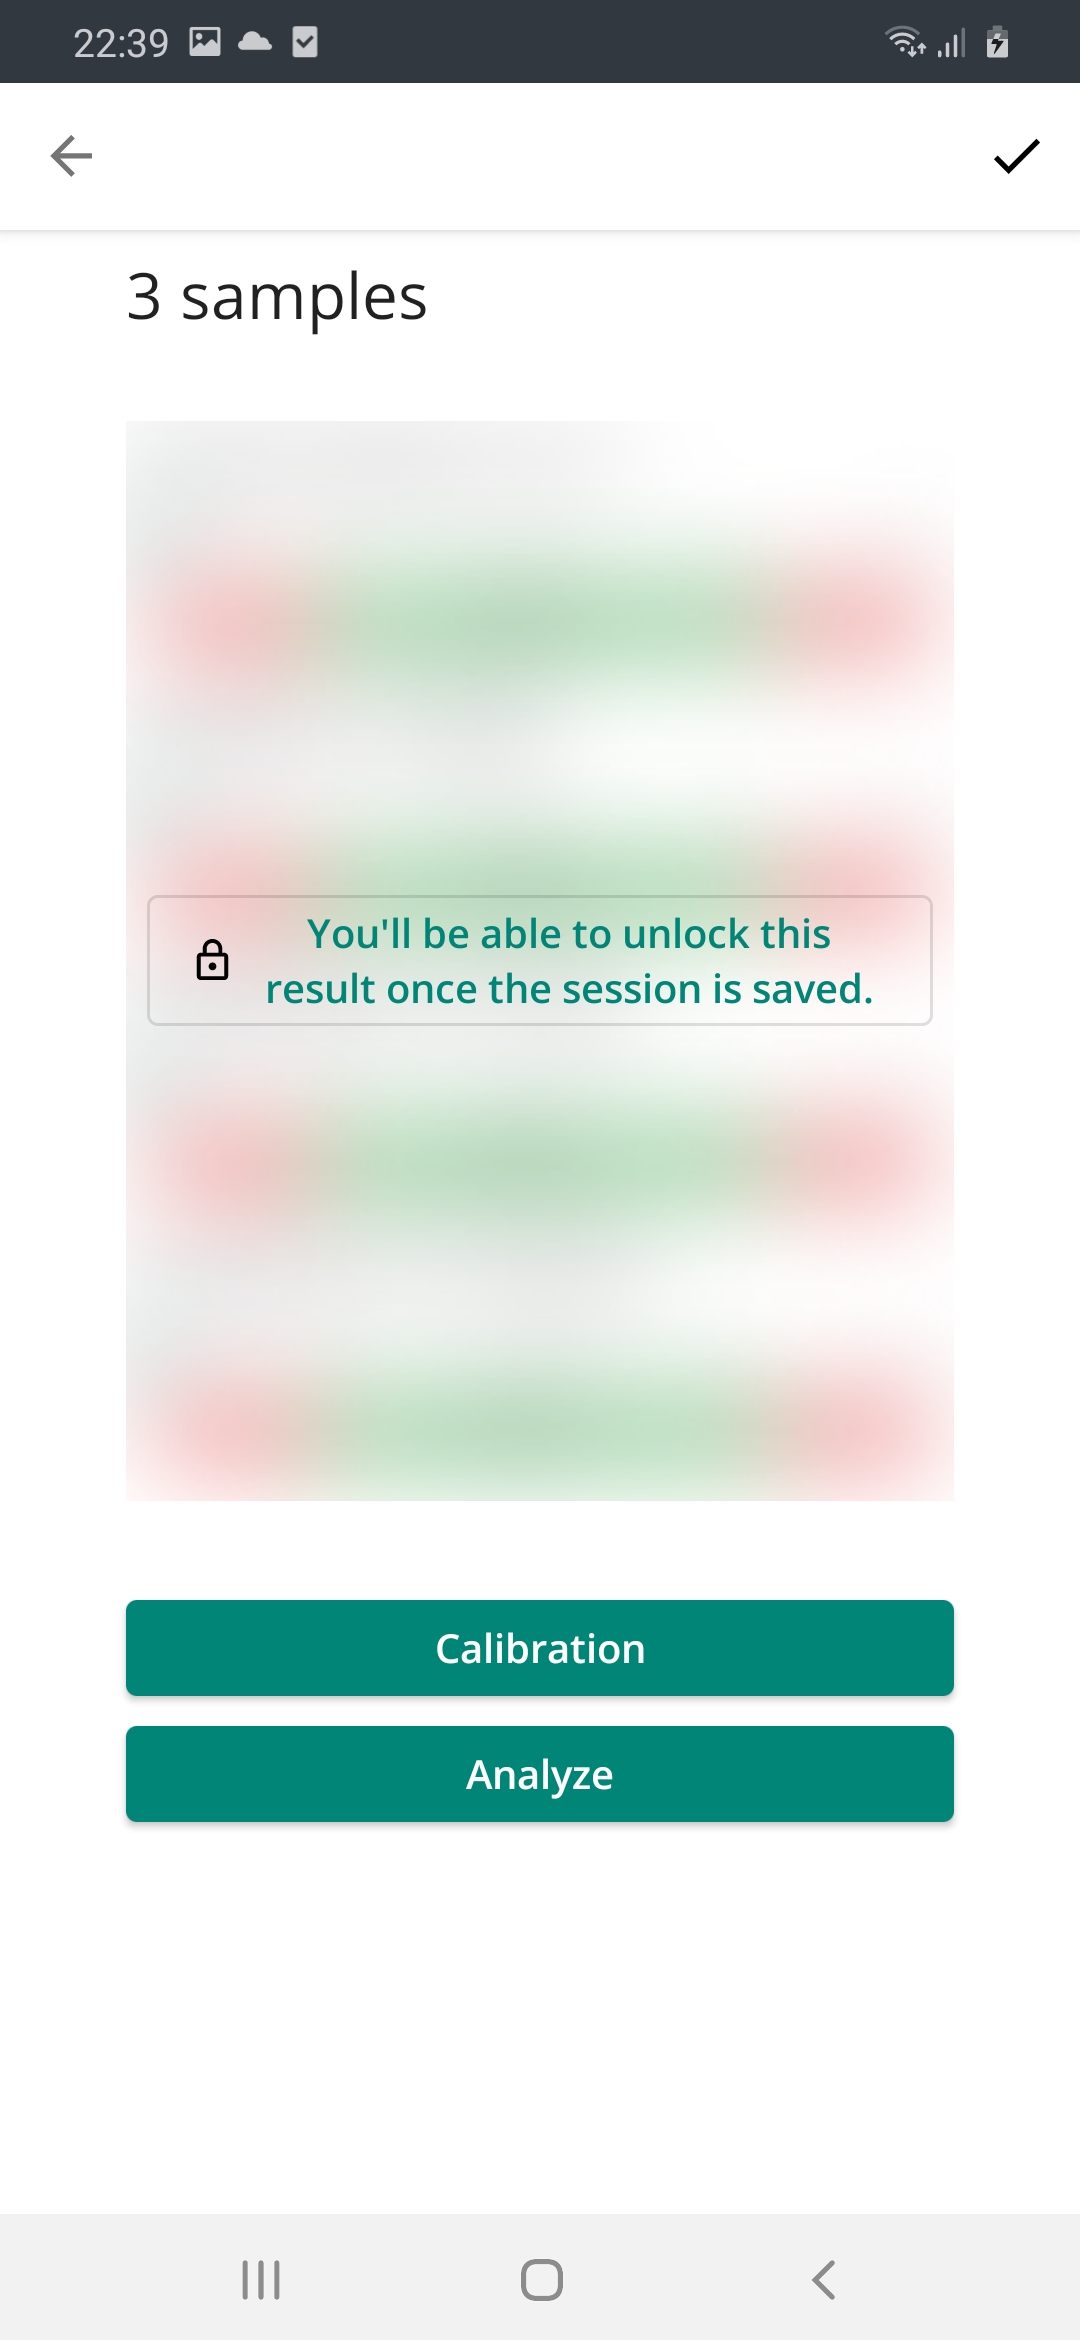 22:39
3 samples
You'll be able to unlock this
result once the session is saved.
Calibration
Analyze